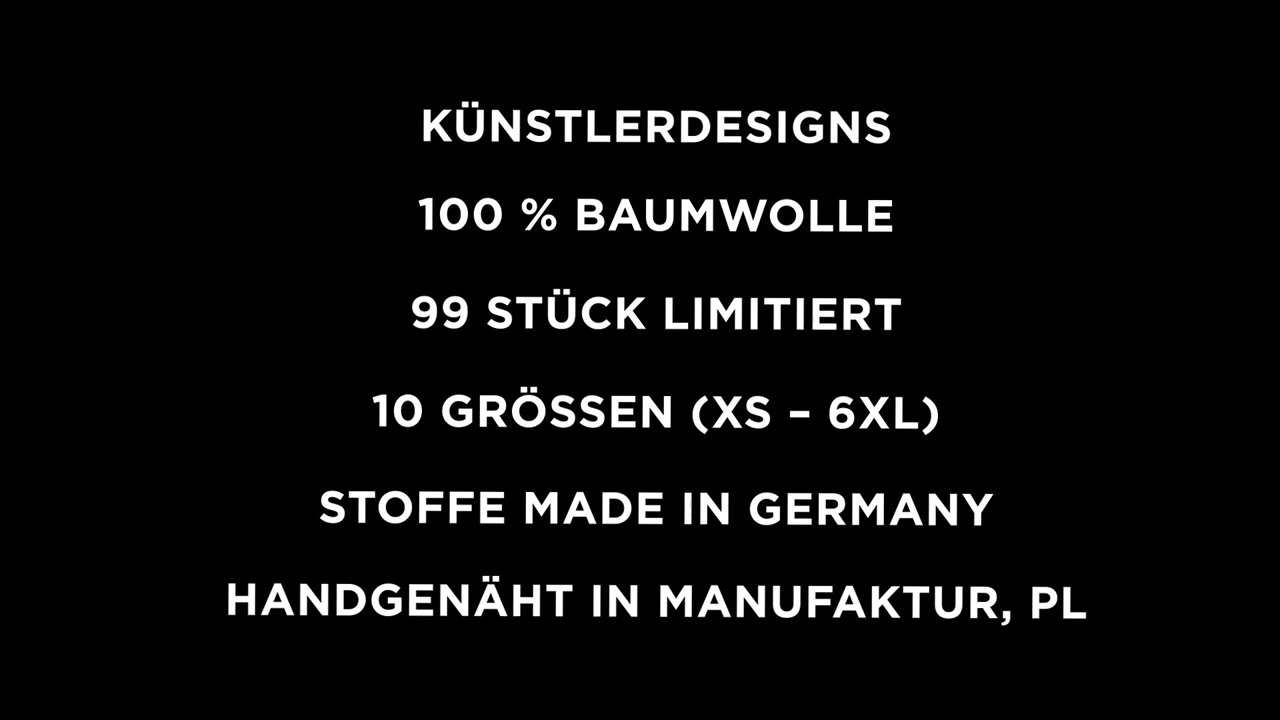 KÜNSTLERDESIGNS
100 % BAUMWOLLE
99 STÜCK LIMITIERT
10 GRÖSSEN (XS – 6XL)
STOFFE MADE IN GERMANY
HANDGENÄHT IN MANUFAKTUR, PL